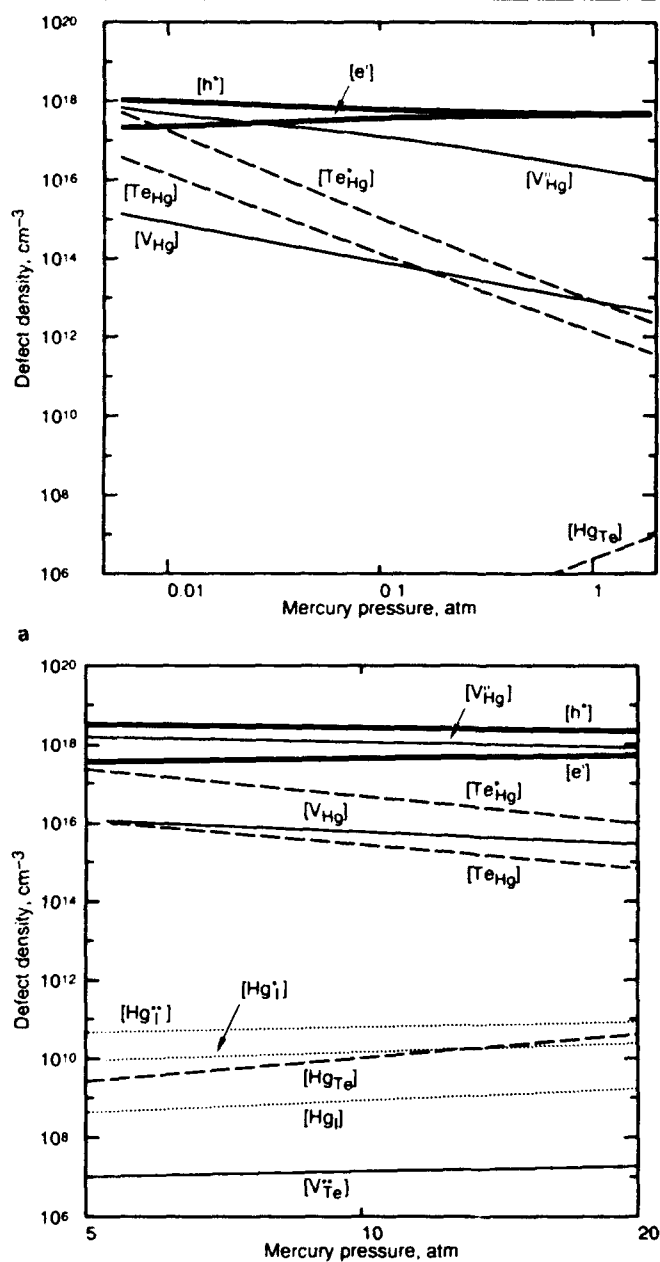 10²⁰
10¹⁸
10¹⁶
10¹⁴
10¹²
10¹⁰
10⁸
10⁶
Defect density, cm⁻³
[h•]
[e']
[Te•Hg]
[V''Hg]
[TeHg]
[VHg]
[HgTe]
0.01
0 1
1
Mercury pressure, atm
a
10²⁰
10¹⁸
10¹⁶
10¹⁴
10¹²
10¹⁰
10⁸
10⁶
Defect density, cm⁻³
[V''Hg]
[h•]
[e']
[Te•Hg]
[VHg]
[TeHg]
[Hg•I]
[Hg••I]
[HgTe]
[HgI]
[V••Te]
5
10
20
Mercury pressure, atm